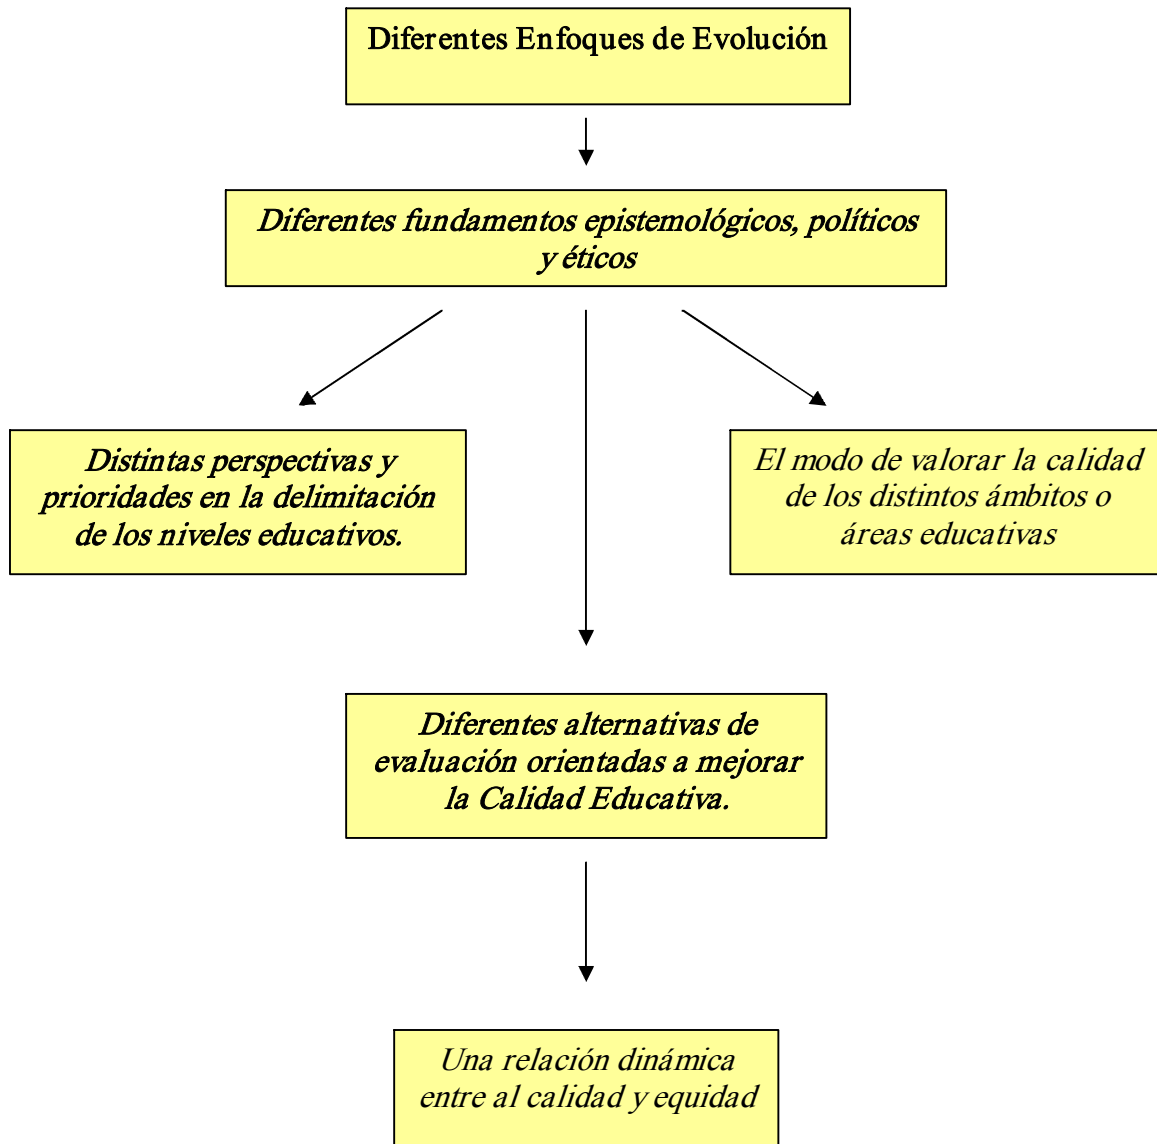 Diferentes Enfoques de Evolución
Diferentes fundamentos epistemológicos, políticos
y éticos
Distintas perspectivas y
prioridades en la delimitación
de los niveles educativos.
El modo de valorar la calidad
de los distintos ámbitos o
áreas educativas
Diferentes alternativas de
evaluación orientadas a mejorar
la Calidad Educativa.
Una relación dinámica
entre al calidad y equidad